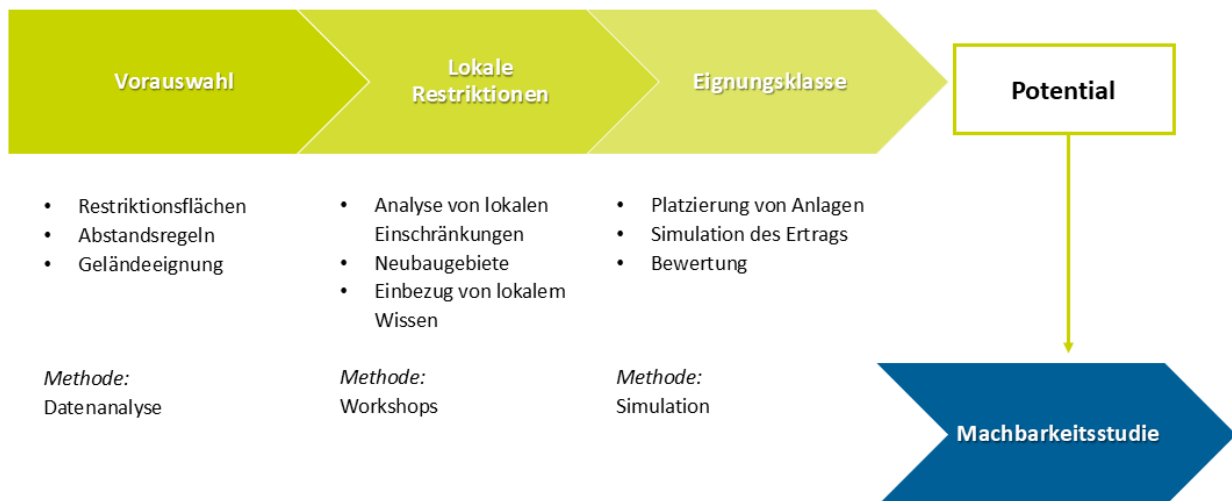 Vorauswahl
Lokale
Restriktionen
Eignungsklasse
Potential
• Restriktionsflächen
• Abstandsregeln
• Geländeeignung
Methode:
Datenanalyse
• Analyse von lokalen
Einschränkungen
• Neubaugebiete
• Einbezug von lokalem
Wissen
Methode:
Workshops
• Platzierung von Anlagen
• Simulation des Ertrags
• Bewertung
Methode:
Simulation
Machbarkeitsstudie